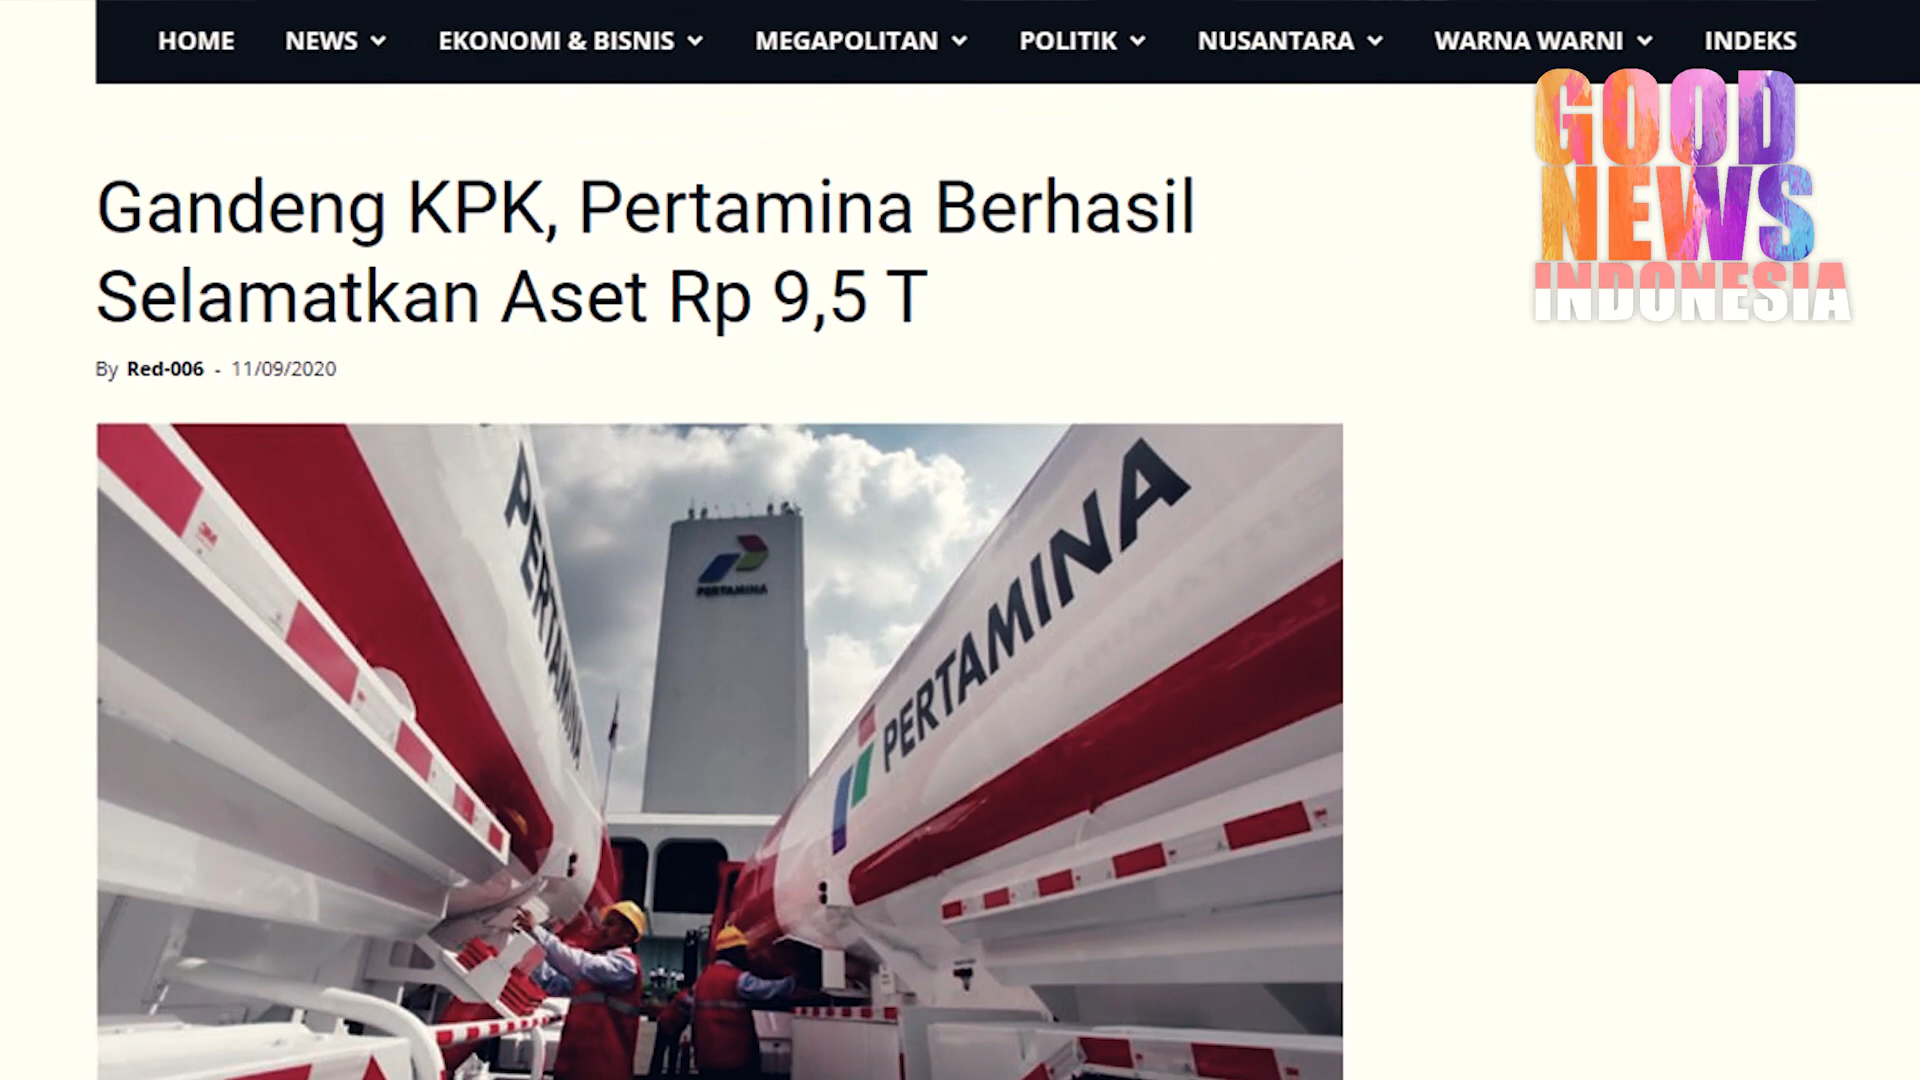 HOME NEWS EKONOMI & BISNIS MEGAPOLITAN POLITIK NUSANTARA WARNA WARNI INDEKS
GOOD
NEWS
INDONESIA
Gandeng KPK, Pertamina Berhasil
Selamatkan Aset Rp 9,5 T
By Red-006 - 11/09/2020
PERTAMINA
PERTAMINA
PERTAMINA
3M